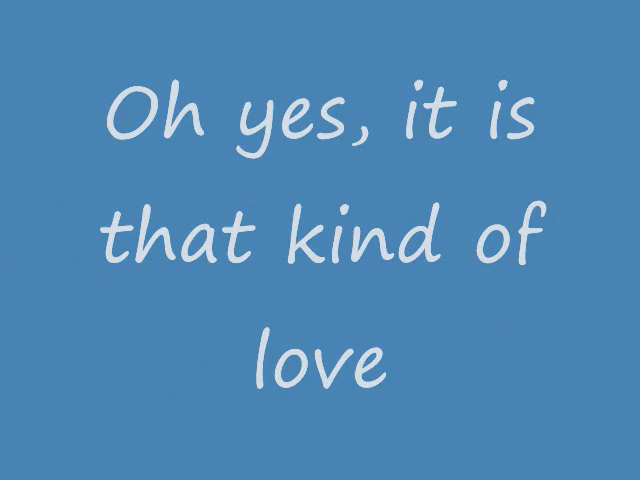 Oh yes, it is
that kind of
love